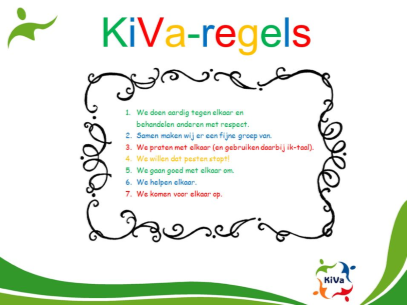 KiVa-regels
1. We doen aardig tegen elkaar en
behandelen anderen met respect.
2. Samen maken wij er een fijne groep van.
3. We praten met elkaar (en gebruiken daarbij ik-taal).
4. We willen dat pesten stopt!
5. We gaan goed met elkaar om.
6. We helpen elkaar.
7. We komen voor elkaar op.
KiVa